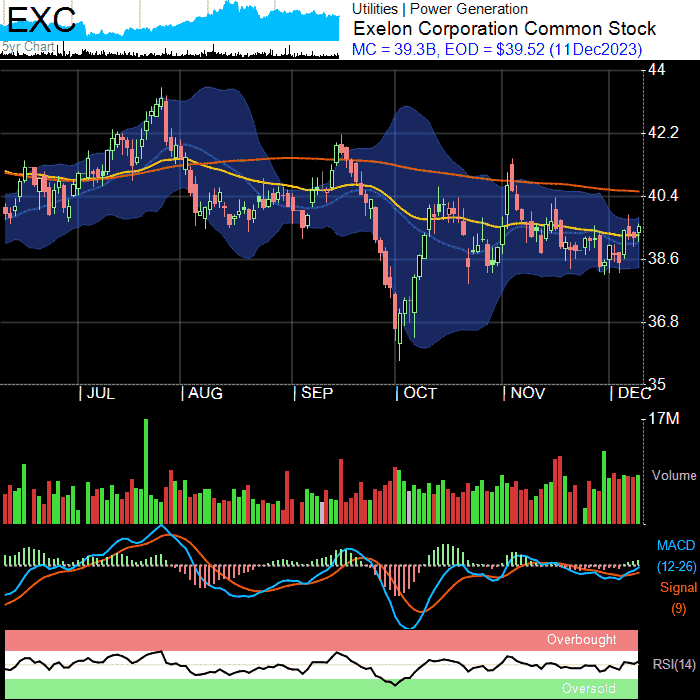 EXC
5yr Chart
Utilities | Power Generation
Exelon Corporation Common Stock
MC = 39.3B, EOD = $39.52 (11Dec2023)
44
42.2
40.4
38.6
36.8
35
| JUL | AUG | SEP | OCT | NOV | DEC
17M
Volume
MACD
(12-26)
Signal
(9)
Overbought
RSI(14)
Oversold